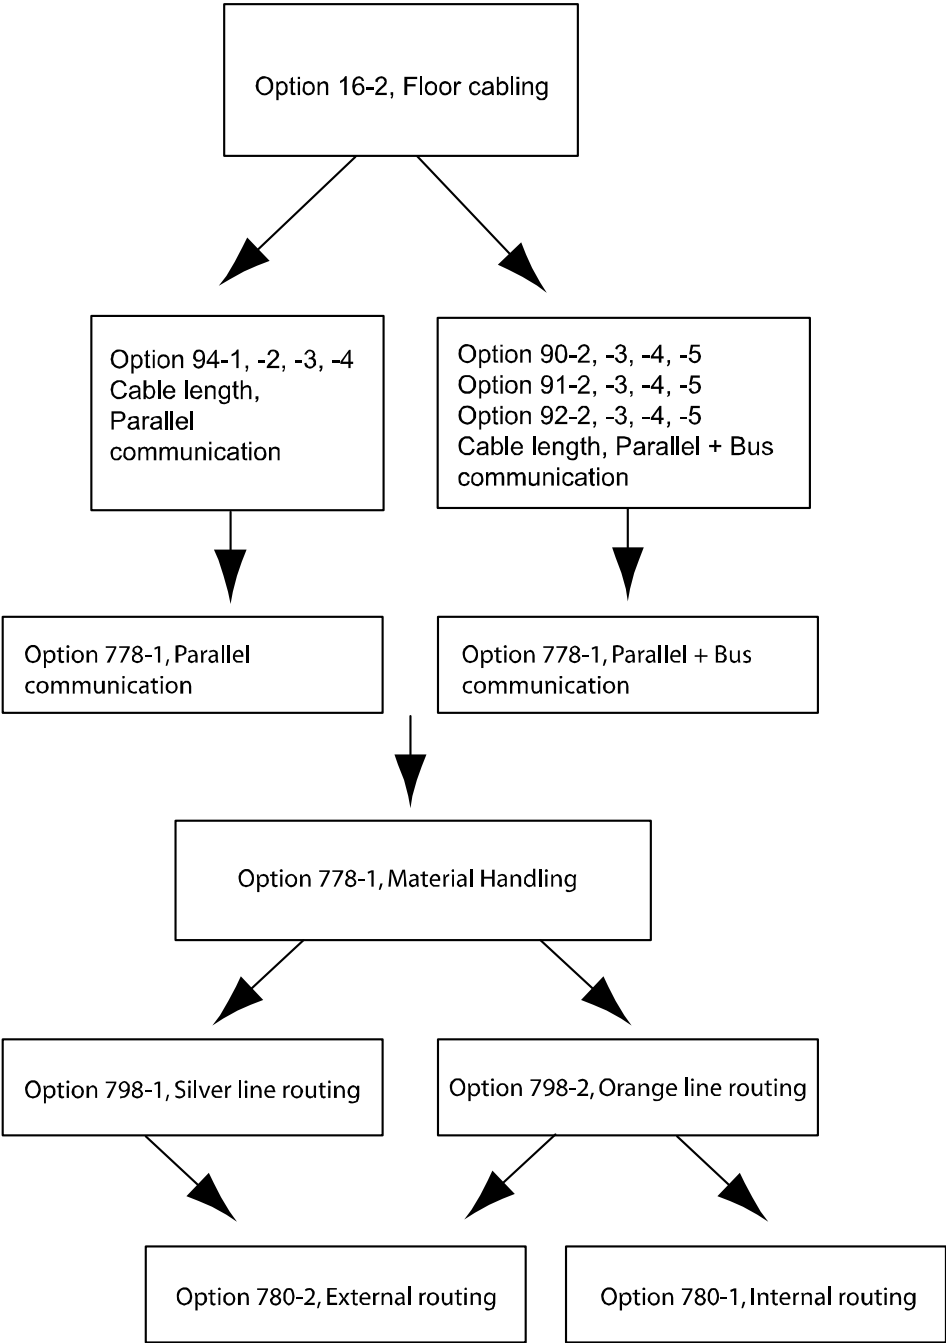 Option 16-2, Floor cabling
Option 94-1, -2, -3, -4
Cable length,
Parallel
communication
Option 90-2, -3, -4, -5
Option 91-2, -3, -4, -5
Option 92-2, -3, -4, -5
Cable length, Parallel + Bus
communication
Option 778-1, Parallel
communication
Option 778-1, Parallel + Bus
communication
Option 778-1, Material Handling
Option 798-1, Silver line routing
Option 798-2, Orange line routing
Option 780-2, External routing
Option 780-1, Internal routing